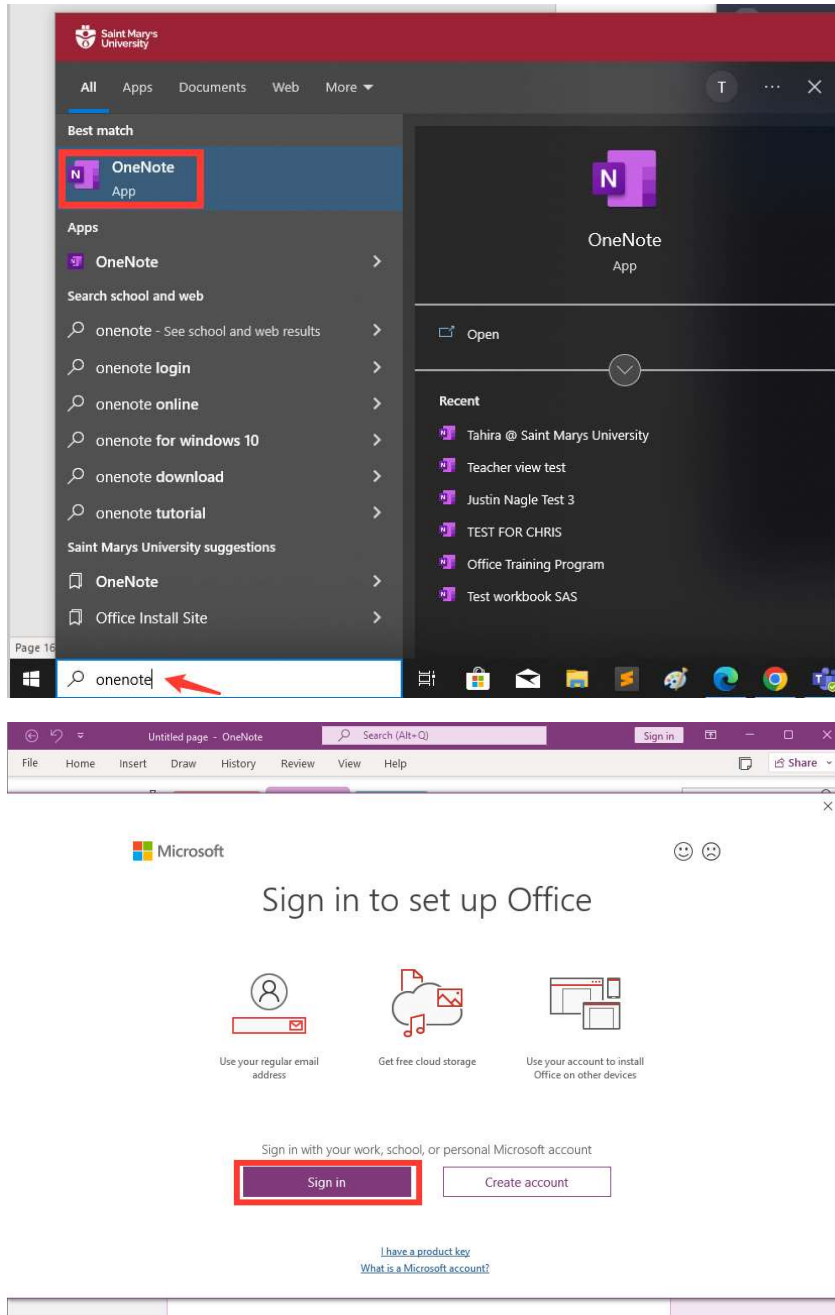 Saint Mary's
University
All Apps Documents Web More T ...
Best match
OneNote
App
Apps
OneNote
Search school and web
onenote - See school and web results
onenote login
onenote online
onenote for windows 10
onenote download
onenote tutorial
Saint Marys University suggestions
OneNote
Office Install Site
OneNote
App
Open
Recent
Tahira @ Saint Marys University
Teacher view test
Justin Nagle Test 3
TEST FOR CHRIS
Office Training Program
Test workbook SAS
Page 16
onenote
Untitled page - OneNote Search (Alt+Q) Sign in
File Home Insert Draw History Review View Help Share
Microsoft
Sign in to set up Office
Use your regular email
address
Get free cloud storage
Use your account to install
Office on other devices
Sign in with your work, school, or personal Microsoft account
Sign in Create account
I have a product key
What is a Microsoft account?